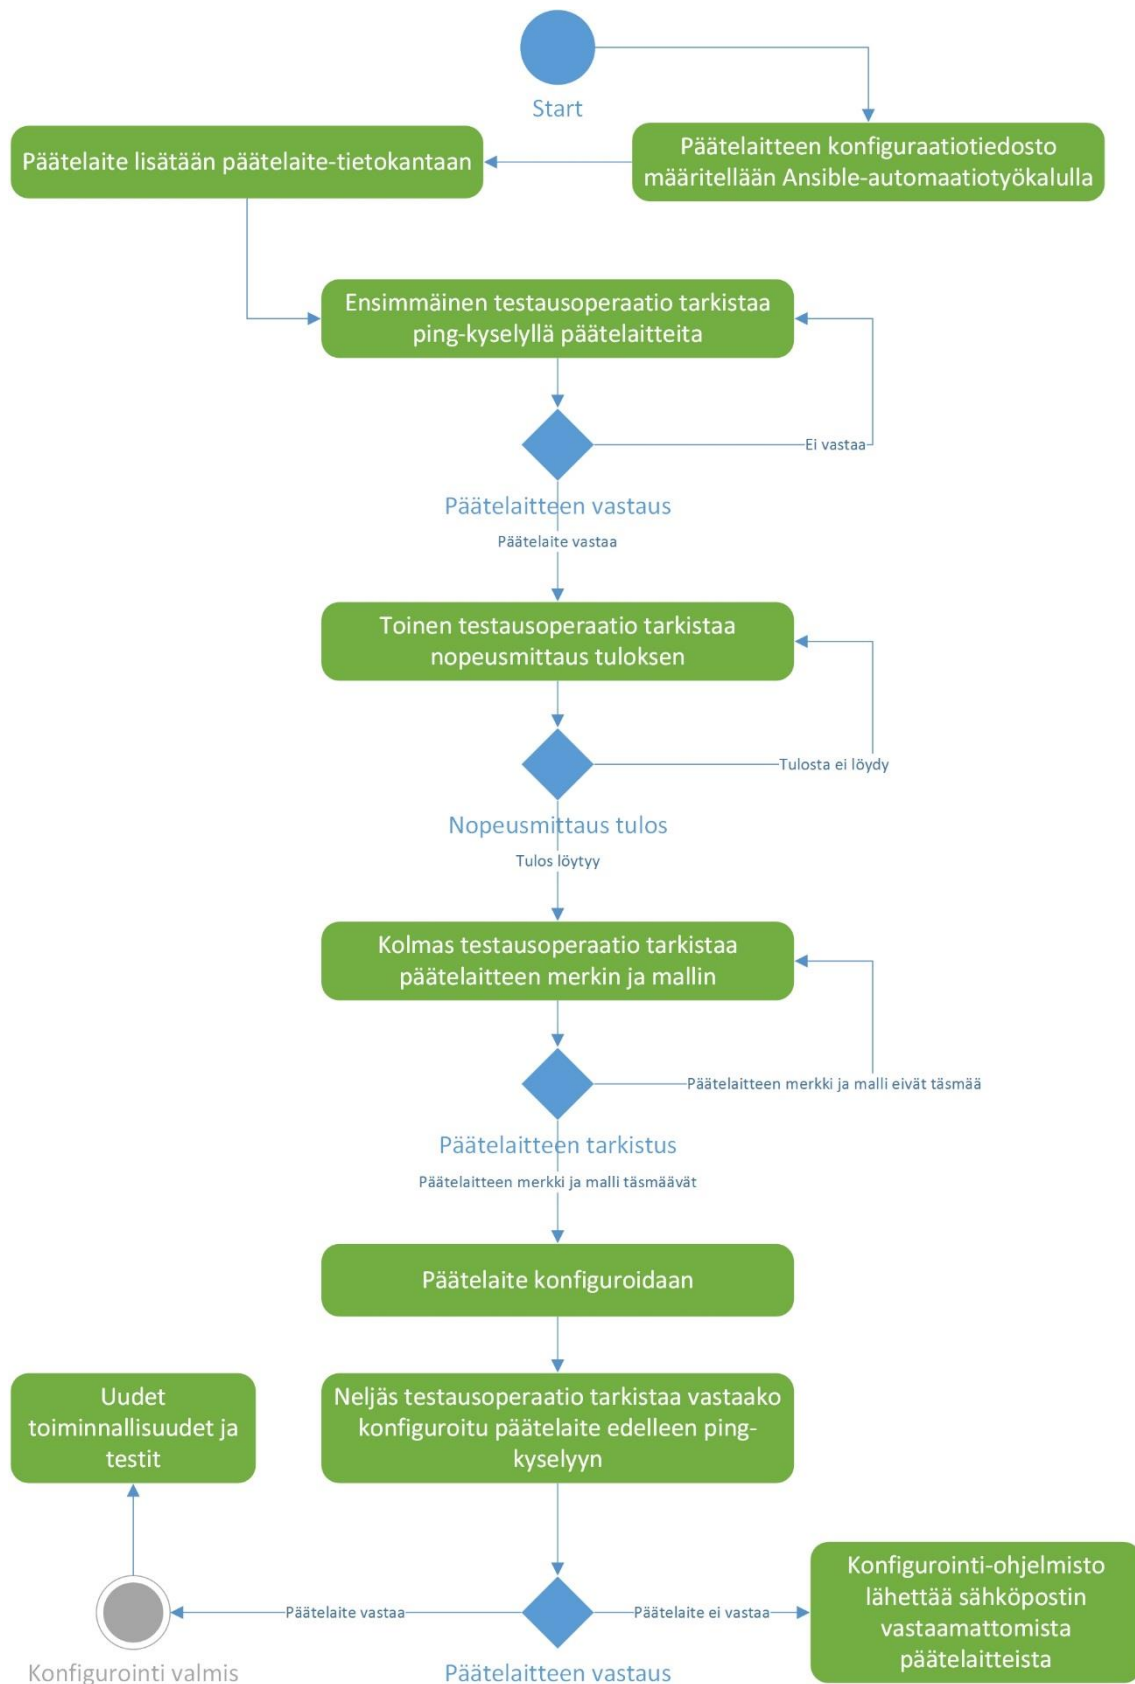 Start
Päätelaitteen konfiguraatiotiedosto
määritellään Ansible-automaatiotyökalulla
Päätelaite lisätään päätelaite-tietokantaan
Ensimmäinen testausoperaatio tarkistaa
ping-kyselyllä päätelaitteita
Ei vastaa
Päätelaitteen vastaus
Päätelaite vastaa
Toinen testausoperaatio tarkistaa
nopeusmittaus tuloksen
Tulosta ei löydy
Nopeusmittaus tulos
Tulos löytyy
Kolmas testausoperaatio tarkistaa
päätelaitteen merkin ja mallin
Päätelaitteen merkki ja malli eivät täsmää
Päätelaitteen tarkistus
Päätelaitteen merkki ja malli täsmäävät
Päätelaite konfiguroidaan
Neljäs testausoperaatio tarkistaa vastaako
konfiguroitu päätelaite edelleen ping-
kyselyyn
Uudet
toiminnallisuudet ja
testit
Päätelaite vastaa
Päätelaite ei vastaa
Konfigurointi-ohjelmisto
lähettää sähköpostin
vastaamattomista
päätelaitteista
Konfigurointi valmis
Päätelaitteen vastaus